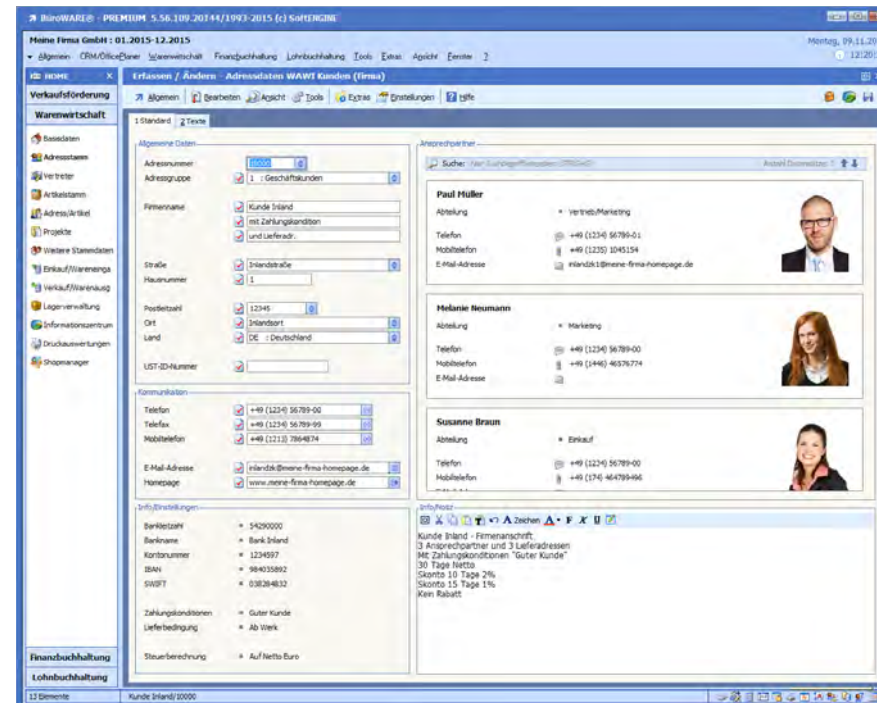 BüroWARE® - PREMIUM 5.56.109.20144/1993-2015 (c) SoftENGINE
Meine Firma GmbH : 01.2015-12.2015
Montag, 09.11.20
Allgemein CRM/OfficePlaner Warenwirtschaft Finanzbuchhaltung Lohnbuchhaltung Tools Extras Ansicht Fenster ?
12:20:
HOME X
Erfassen / Ändern - Adressdaten WAWI Kunden (Firma)
Verkaufsförderung
Allgemein Bearbeiten Ansicht Tools Extras Einstellungen Hilfe
Warenwirtschaft
1 Standard 2 Texte
Basisdaten
Adressstamm
Vertreter
Artikelstamm
Adress/Artikel
Projekte
Weitere Stammdaten
Einkauf/Wareneinga
Verkauf/Warenausg
Lagerverwaltung
Informationszentrum
Druckauswertungen
Shopmanager
Finanzbuchhaltung
Lohnbuchhaltung
Allgemeine Daten
Adressnummer 10000
Adressgruppe 1 : Geschäftskunden
Firmenname Kunde Inland
mit Zahlungskondition
und Lieferadr.
Straße Inlandstraße
Hausnummer 1
Postleitzahl 12345
Ort Inlandsort
Land DE : Deutschland
UST-ID-Nummer
Kommunikation
Telefon +49 (1234) 56789-00
Telefax +49 (1234) 56789-99
Mobiltelefon +49 (1213) 7864874
E-Mail-Adresse inlandzk@meine-firma-homepage.de
Homepage www.meine-firma-homepage.de
Info/Einstellungen
Bankleitzahl 54290000
Bankname Bank Inland
Kontonummer 1234597
IBAN 984035892
SWIFT 038284832
Zahlungskonditionen Guter Kunde
Lieferbedingung Ab Werk
Steuerberechnung Auf Netto Euro
Ansprechpartner
Suche:
Paul Müller
Abteilung Vertrieb/Marketing
Telefon +49 (1234) 56789-01
Mobiltelefon +49 (1235) 1045154
E-Mail-Adresse inlandzk1@meine-firma-homepage.de
Melanie Neumann
Abteilung Marketing
Telefon +49 (1234) 56789-00
Mobiltelefon +49 (1446) 46576774
E-Mail-Adresse
Susanne Braun
Abteilung Einkauf
Telefon +49 (1234) 56789-00
Mobiltelefon +49 (174) 464789496
Info/Notiz
A Zeichen A F X U
Kunde Inland - Firmenanschrift
3 Ansprechpartner und 3 Lieferadressen
Mit Zahlungskonditionen "Guter Kunde"
30 Tage Netto
Skonto 10 Tage 2%
Skonto 15 Tage 1%
Kein Rabatt
13 Elemente
Kunde Inland/10000